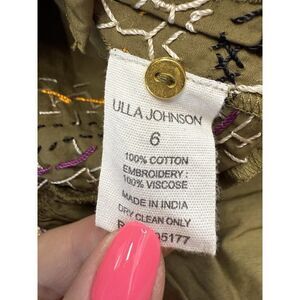 ULLA JOHNSON
6
100% COTTON
EMBROIDERY :
100% VISCOSE
MADE IN INDIA
DRY CLEAN ONLY